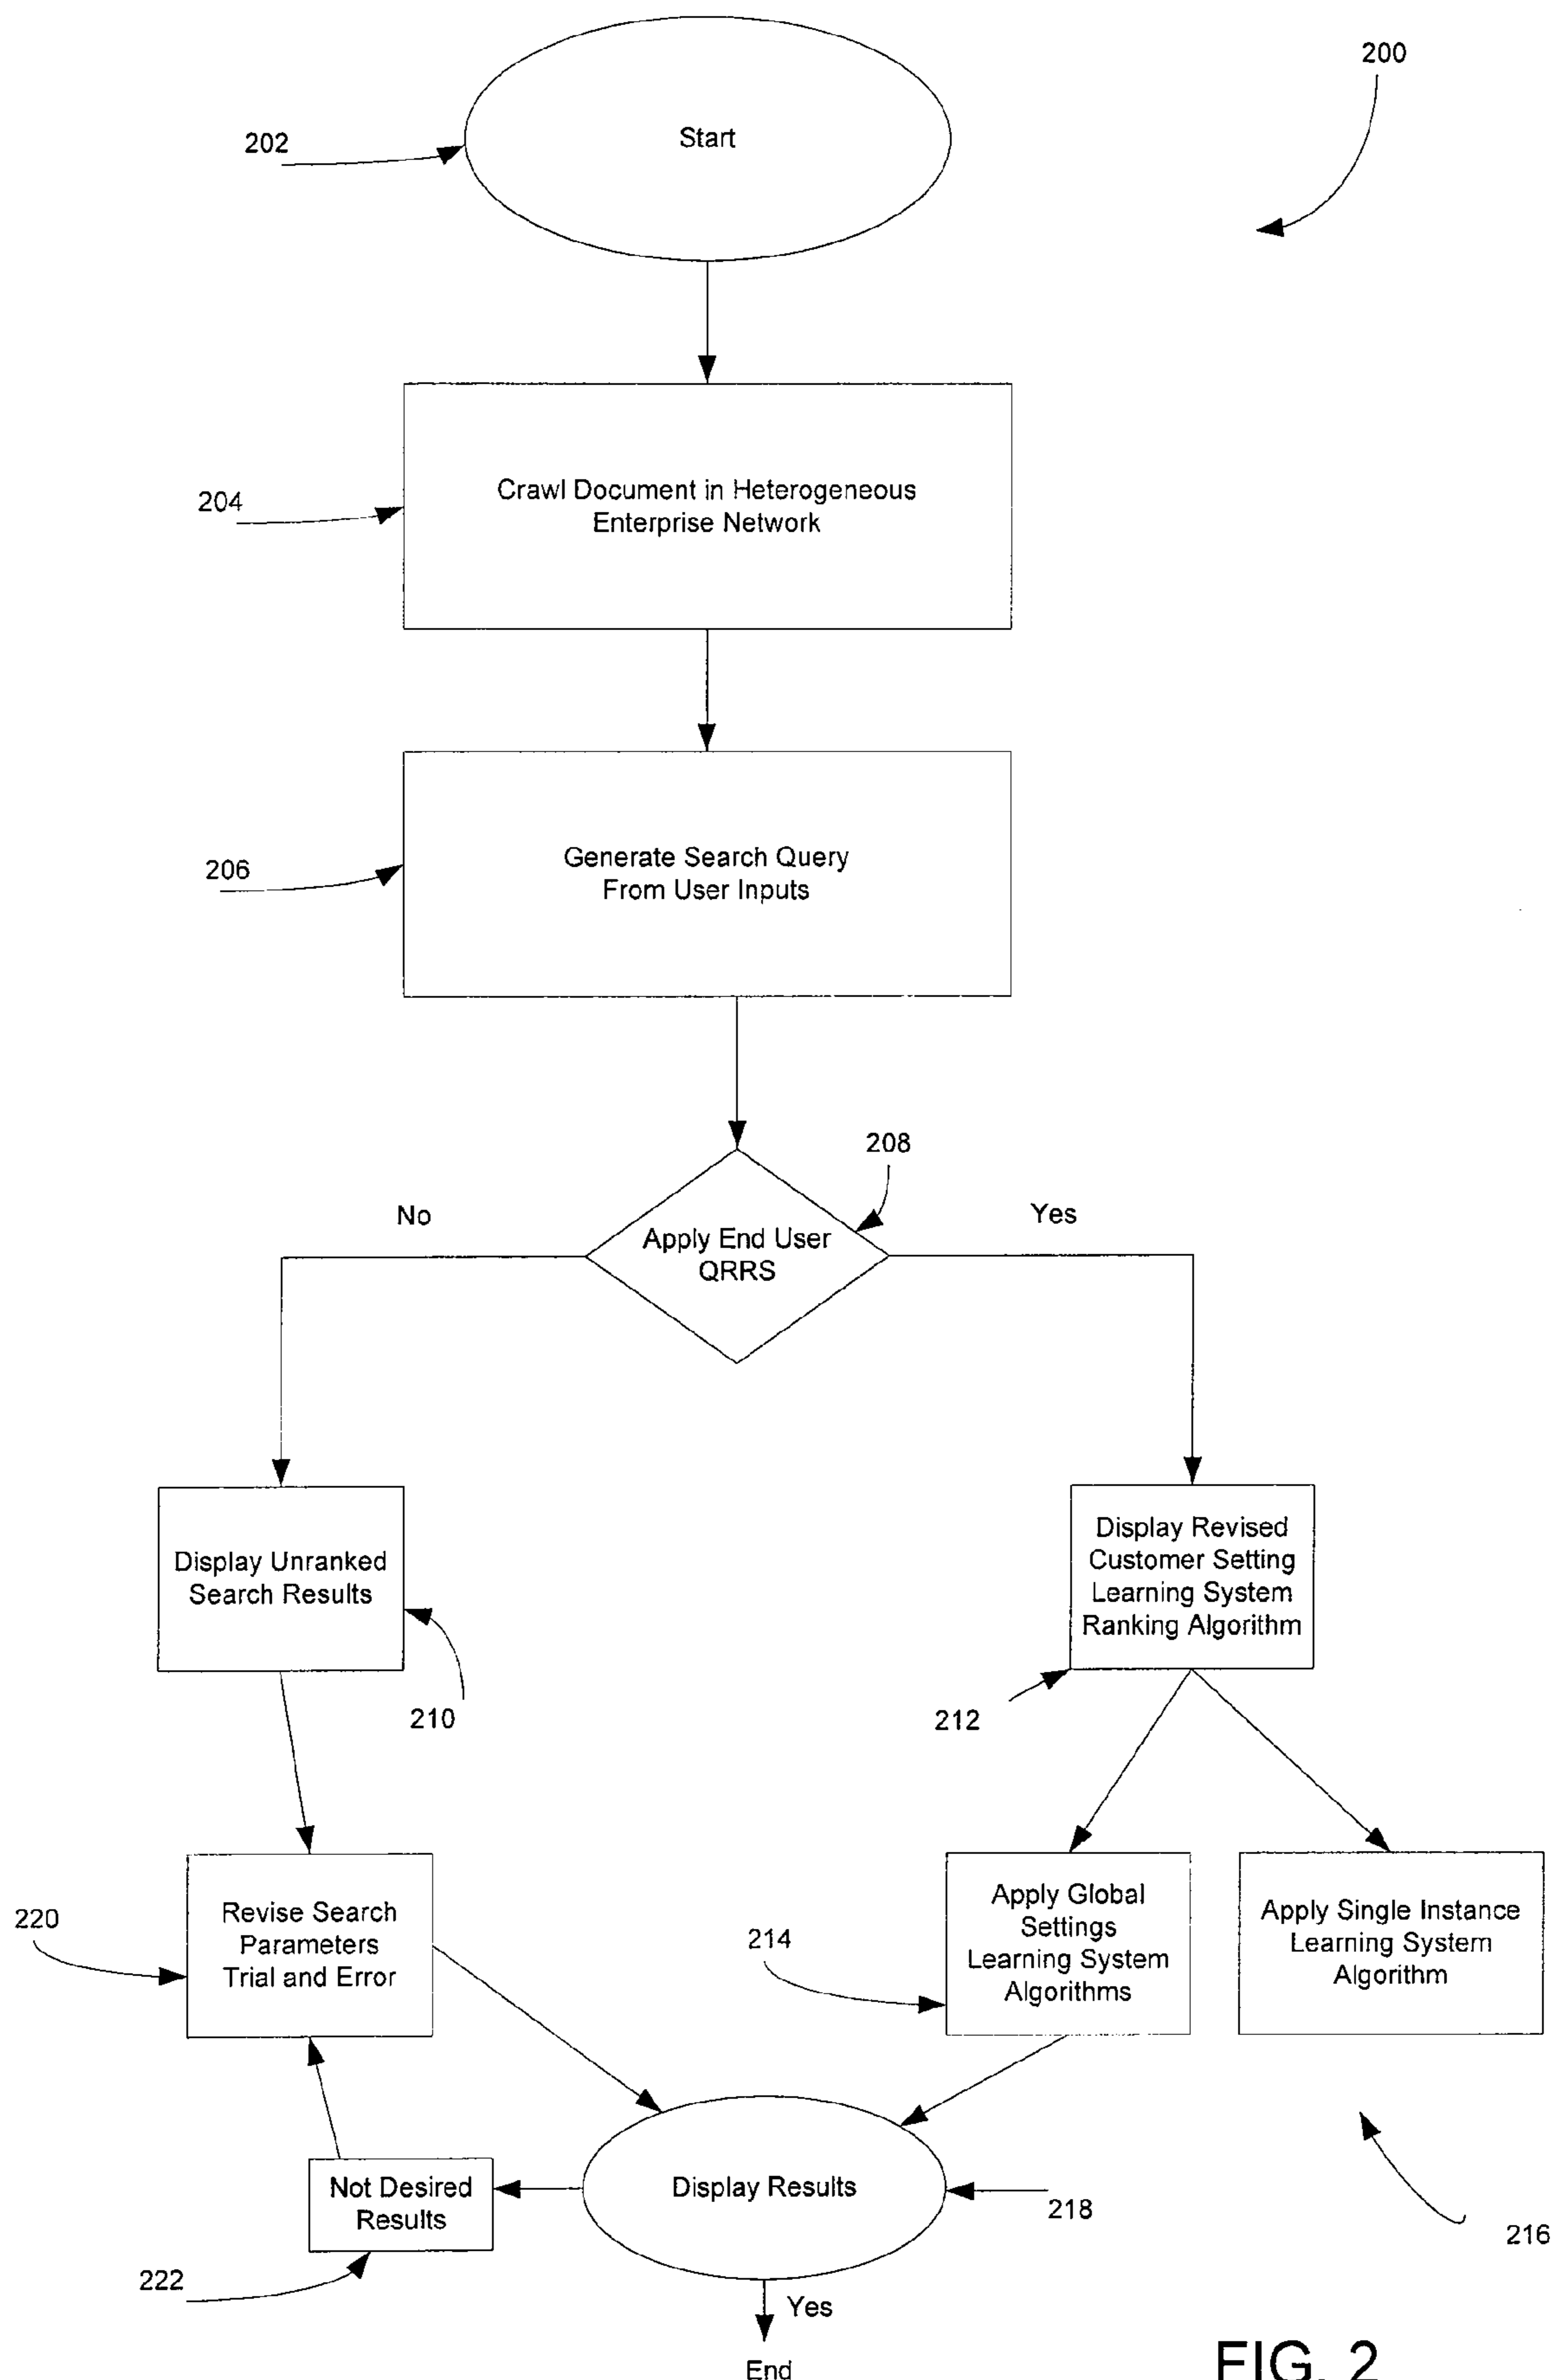 200
202
Start
204
Crawl Document in Heterogeneous
Enterprise Network
206
Generate Search Query
From User Inputs
208
No
Yes
Apply End User
QRRS
Display Unranked
Search Results
210
Display Revised
Customer Setting
Learning System
Ranking Algorithm
212
220
Revise Search
Parameters
Trial and Error
214
Apply Global
Settings
Learning System
Algorithms
Apply Single Instance
Learning System
Algorithm
Not Desired
Results
222
Display Results
218
216
Yes
End
FIG. 2